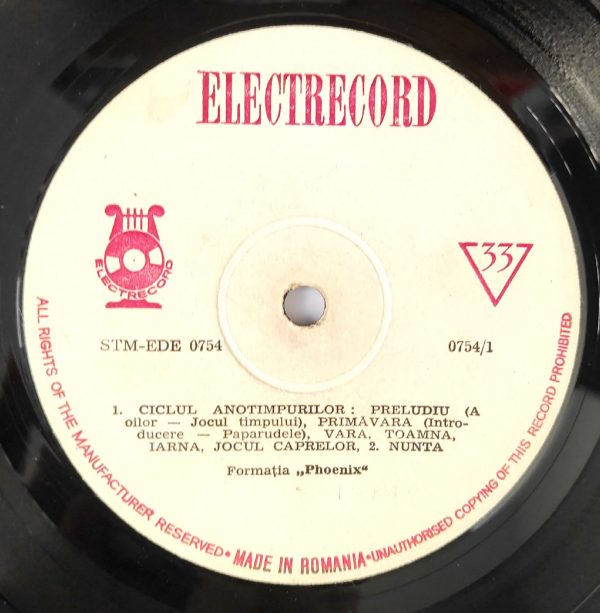 ELECTRECORD
ELECTRECORD
33
STM-EDE 0754
0754/1
1. CICLUL ANOTIMPURILOR : PRELUDIU (A
oilor — Jocul timpului), PRIMĂVARA (Intro-
ducere — Paparudele), VARA, TOAMNA,
IARNA, JOCUL CAPRELOR, 2. NUNTA
Formația „Phoenix“
ALL RIGHTS OF THE MANUFACTURER RESERVED • MADE IN ROMANIA • UNAUTHORISED COPYING OF THIS RECORD PROHIBITED